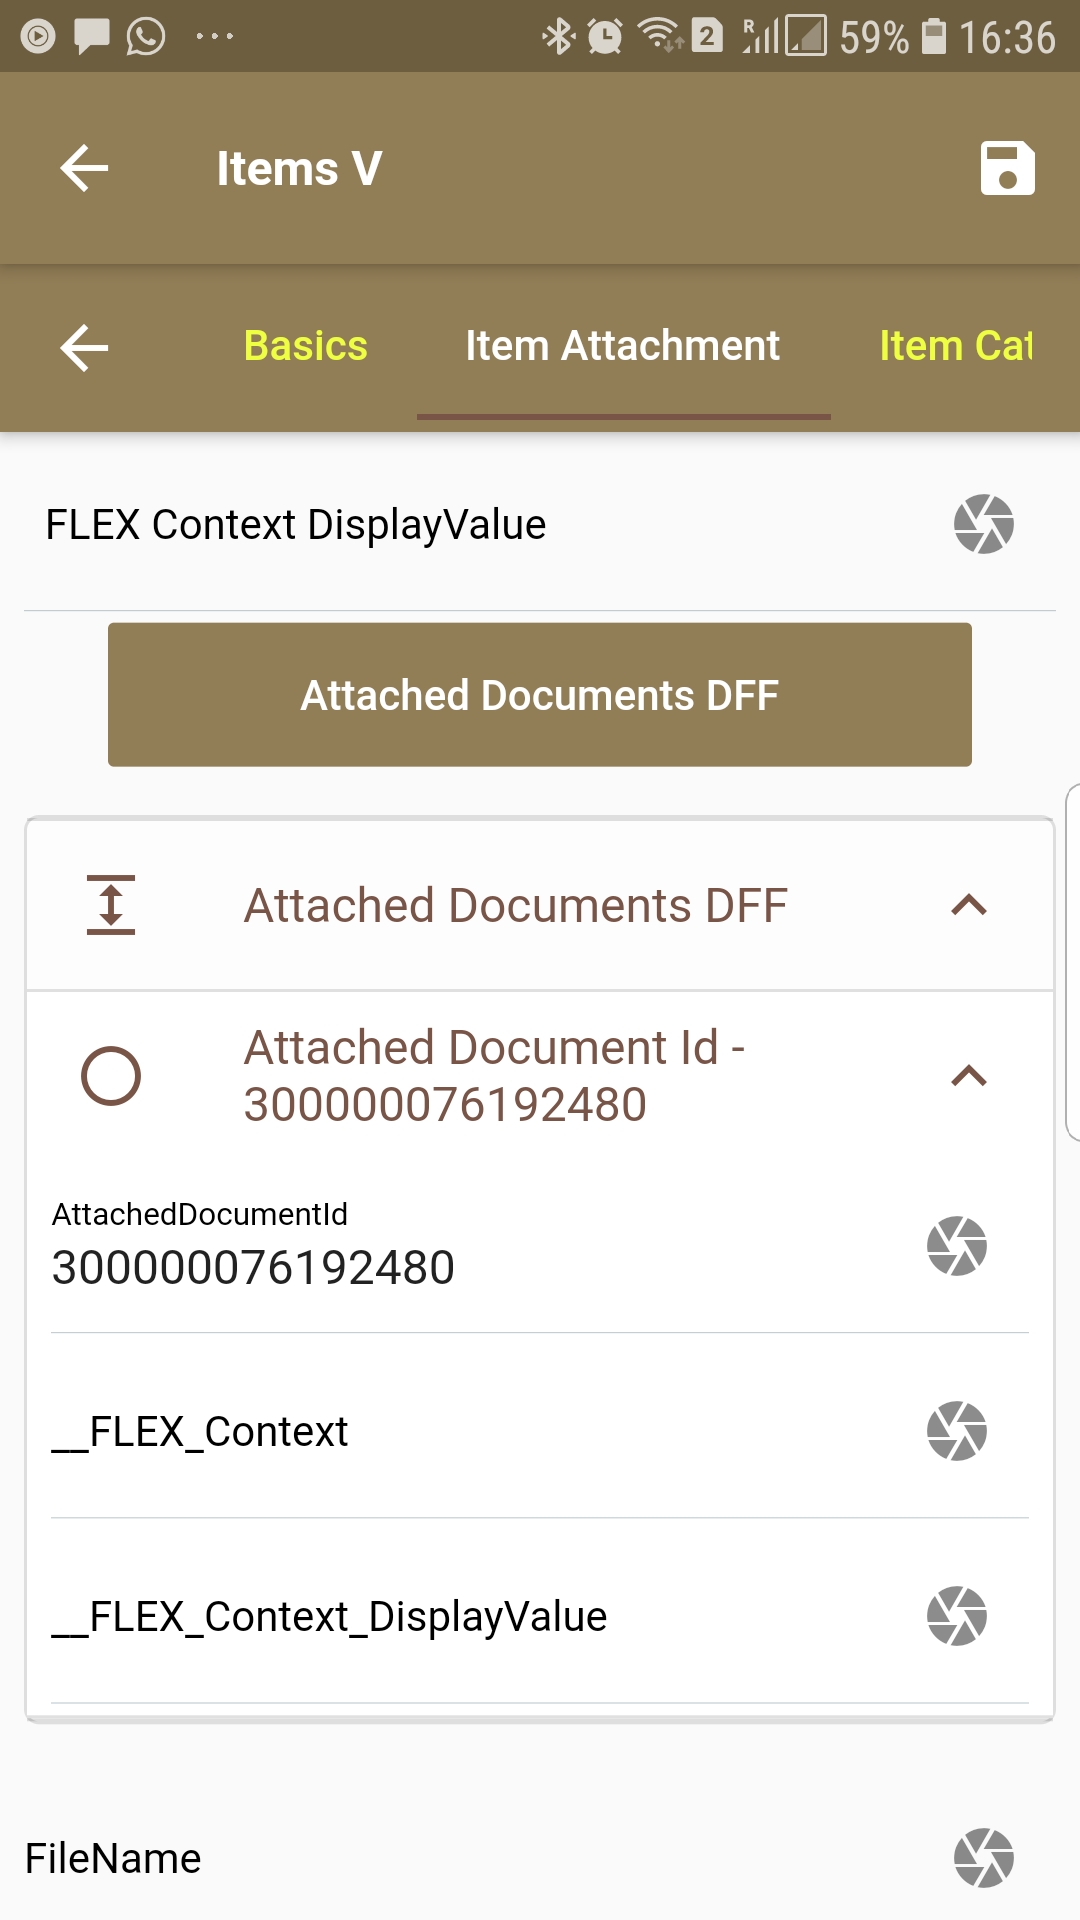 2 R 59% 16:36
Items V
Basics Item Attachment Item Cat
FLEX Context DisplayValue
Attached Documents DFF
Attached Documents DFF
Attached Document Id -
300000076192480
AttachedDocumentId
300000076192480
__FLEX_Context
__FLEX_Context_DisplayValue
FileName